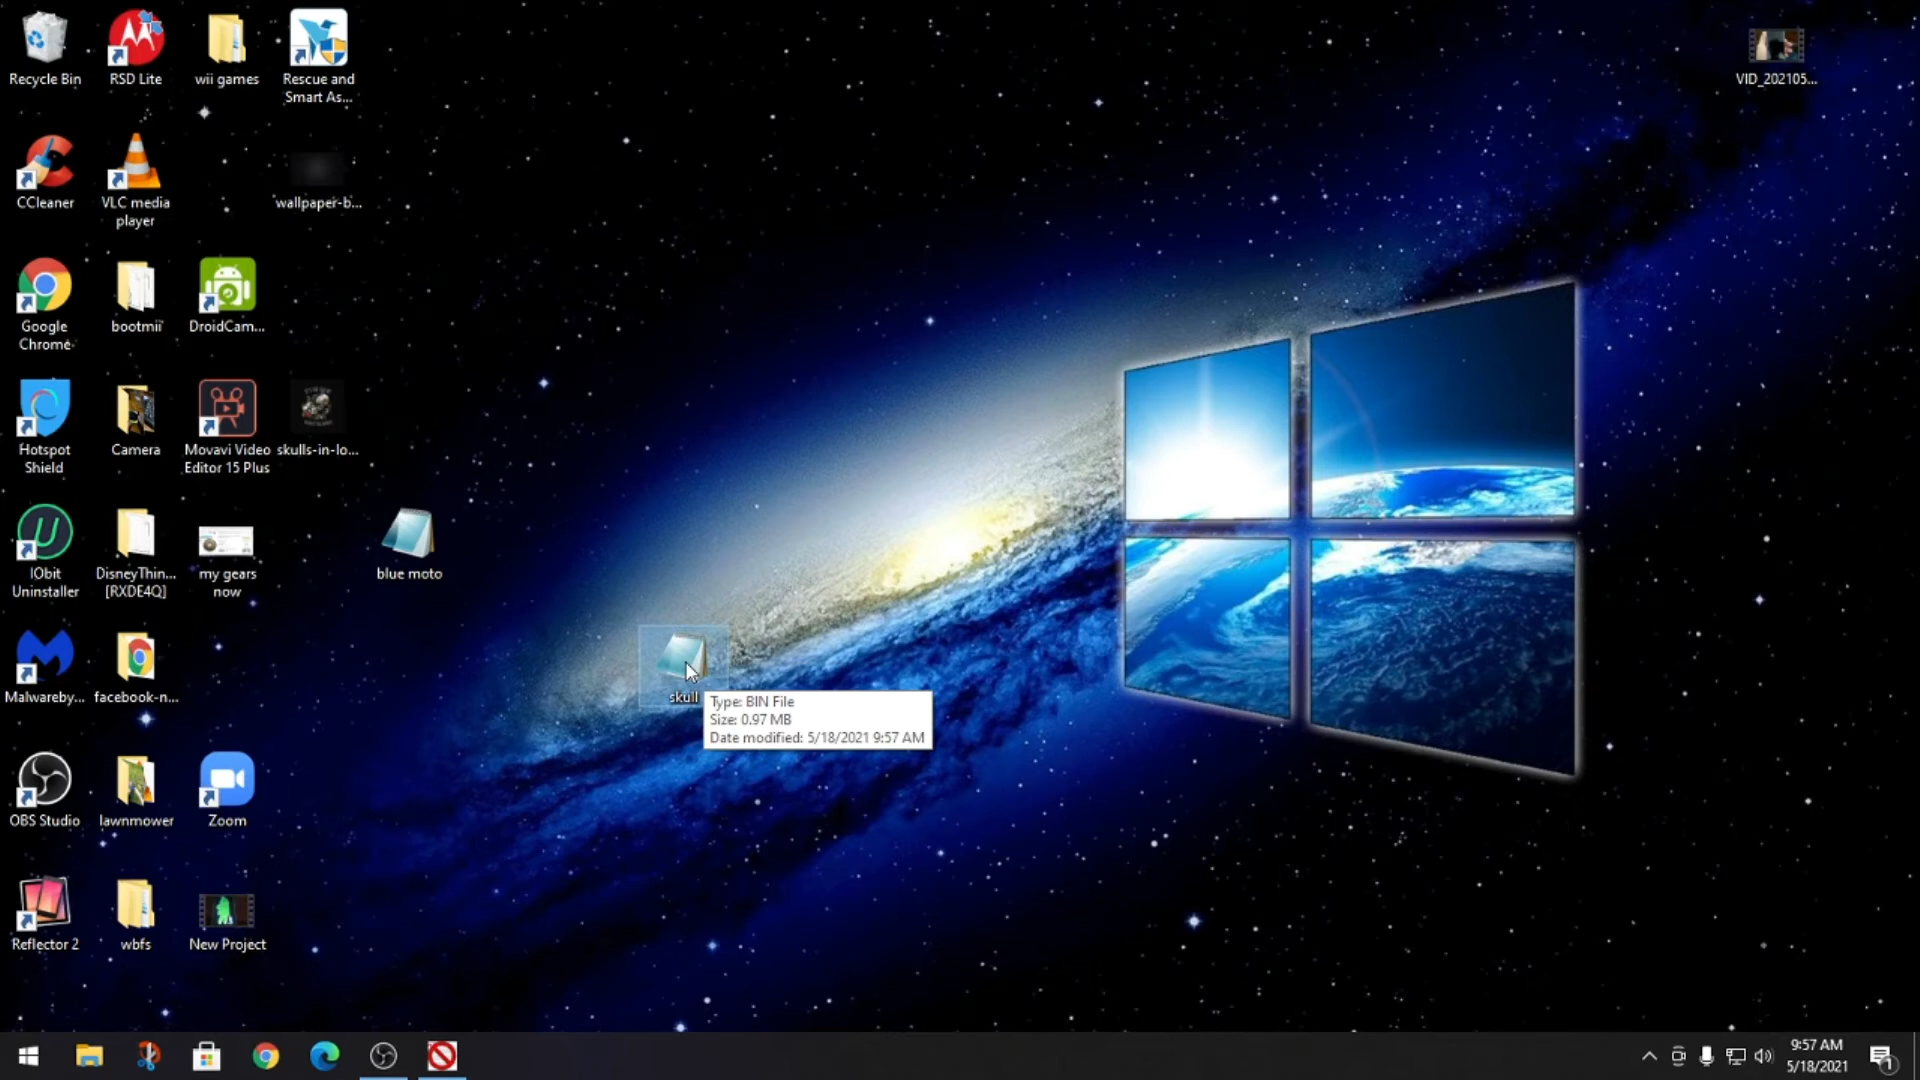 Recycle Bin
RSD Lite
wii games
Rescue and
Smart As...
VID_202105...
CCleaner
VLC media
player
wallpaper-b...
Google
Chrome
bootmii
DroidCam...
Hotspot
Shield
Camera
Movavi Video
Editor 15 Plus
skulls-in-lo...
IObit
Uninstaller
DisneyThin...
[RXDE4Q]
my gears
now
blue moto
Malwareby...
facebook-n...
skull
Type: BIN File
Size: 0.97 MB
Date modified: 5/18/2021 9:57 AM
OBS Studio
lawnmower
Zoom
Reflector 2
wbfs
New Project
9:57 AM
5/18/2021
1